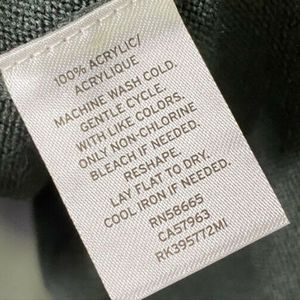 100% ACRYLIC/
ACRYLIQUE
MACHINE WASH COLD.
GENTLE CYCLE.
WITH LIKE COLORS.
ONLY NON-CHLORINE
BLEACH IF NEEDED.
RESHAPE.
LAY FLAT TO DRY.
COOL IRON IF NEEDED.
RN58665
CA57963
RK395772MI